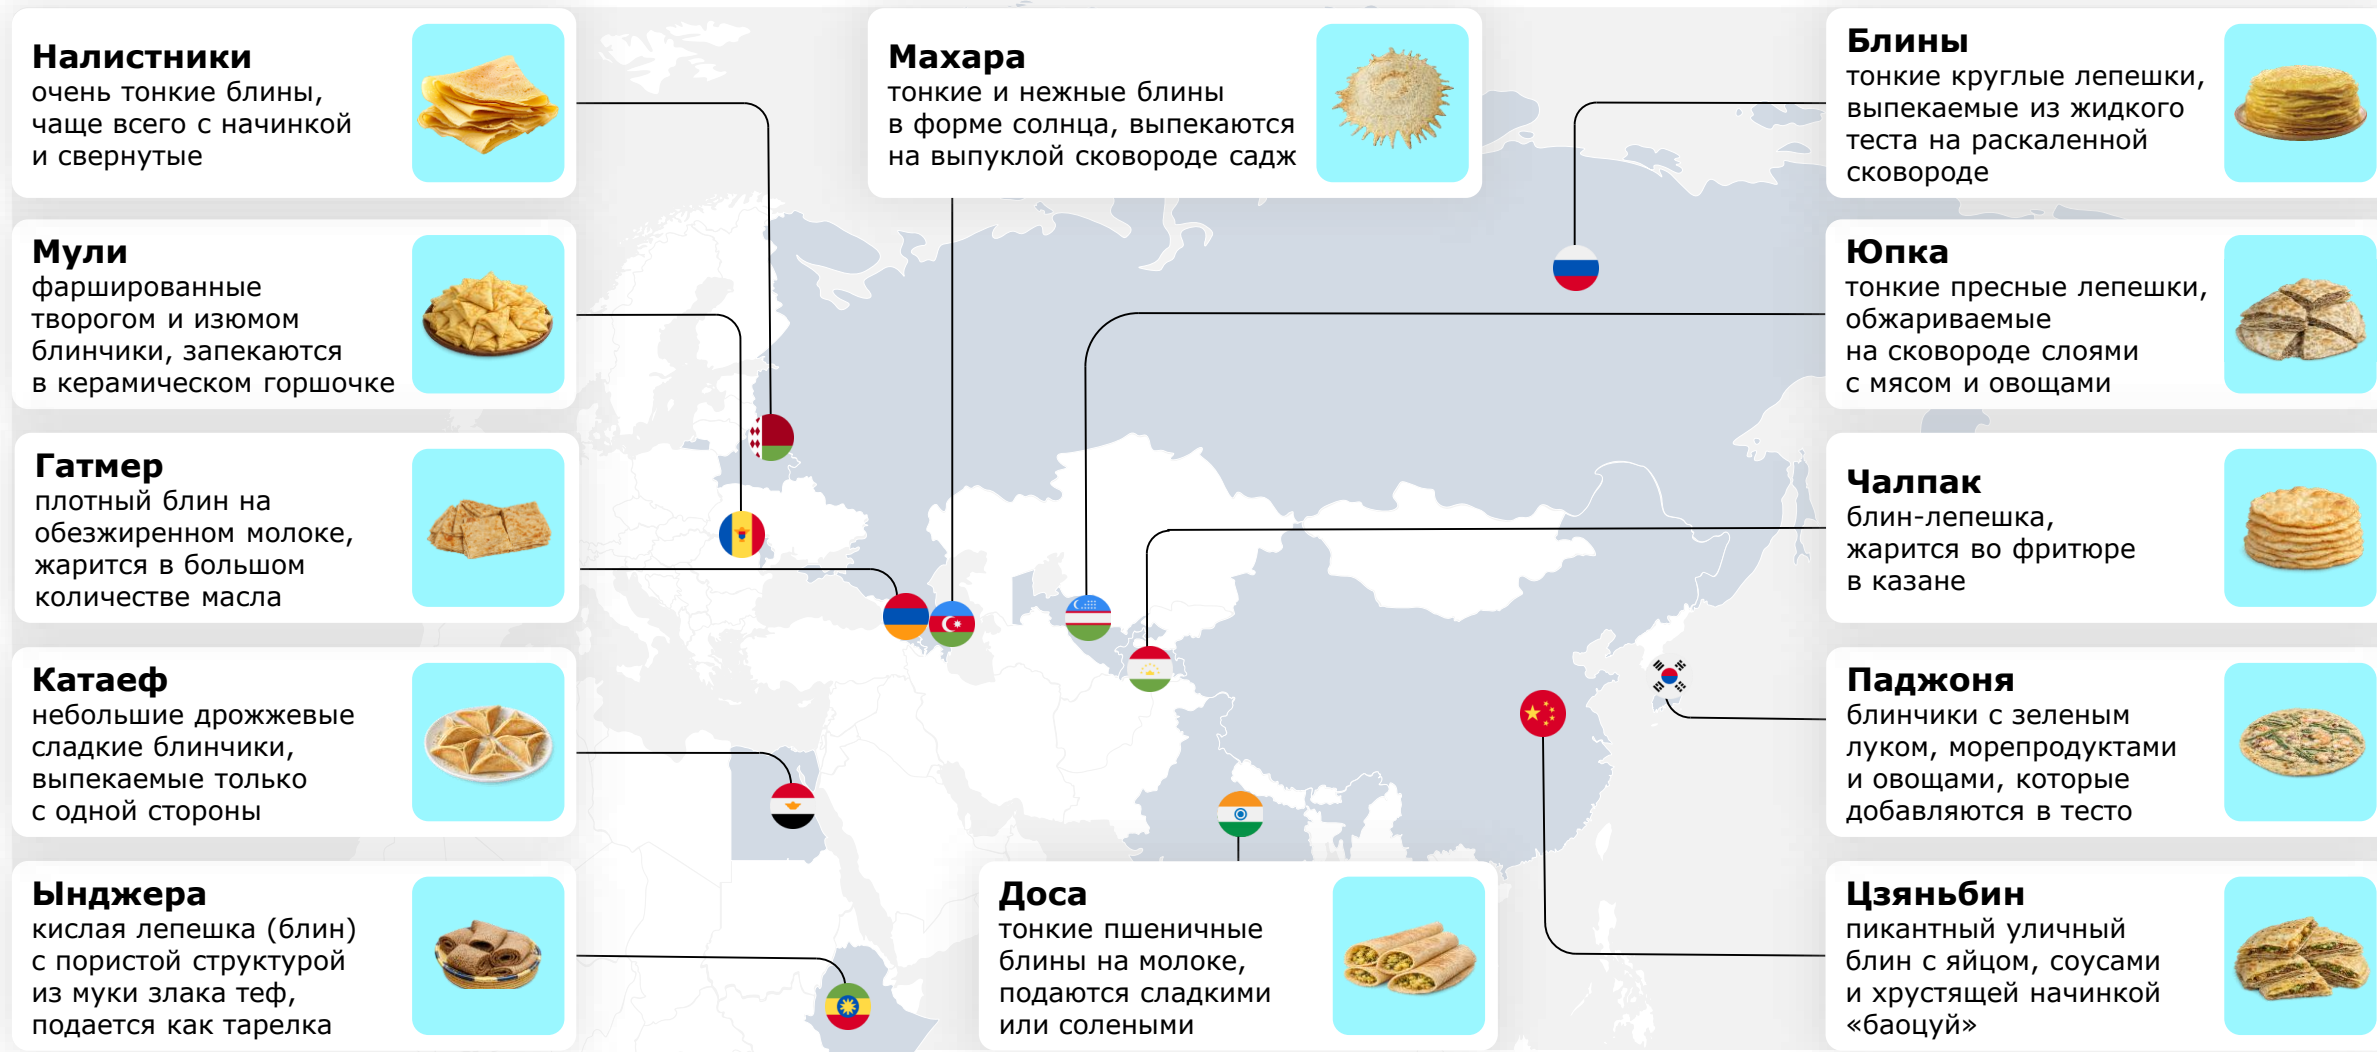 Налистники
очень тонкие блины,
чаще всего с начинкой
и свернутые
Махара
тонкие и нежные блины
в форме солнца, выпекаются
на выпуклой сковороде садж
Блины
тонкие круглые лепешки,
выпекаемые из жидкого
теста на раскаленной
сковороде
Мули
фаршированные
творогом и изюмом
блинчики, запекаются
в керамическом горшочке
Юпка
тонкие пресные лепешки,
обжариваемые
на сковороде слоями
с мясом и овощами
Гатмер
плотный блин на
обезжиренном молоке,
жарится в большом
количестве масла
Чалпак
блин-лепешка,
жарится во фритюре
в казане
Катаеф
небольшие дрожжевые
сладкие блинчики,
выпекаемые только
с одной стороны
Паджоня
блинчики с зеленым
луком, морепродуктами
и овощами, которые
добавляются в тесто
Ынджера
кислая лепешка (блин)
с пористой структурой
из муки злака теф,
подается как тарелка
Доса
тонкие пшеничные
блины на молоке,
подаются сладкими
или солеными
Цзяньбин
пикантный уличный
блин с яйцом, соусами
и хрустящей начинкой
«баоцуй»